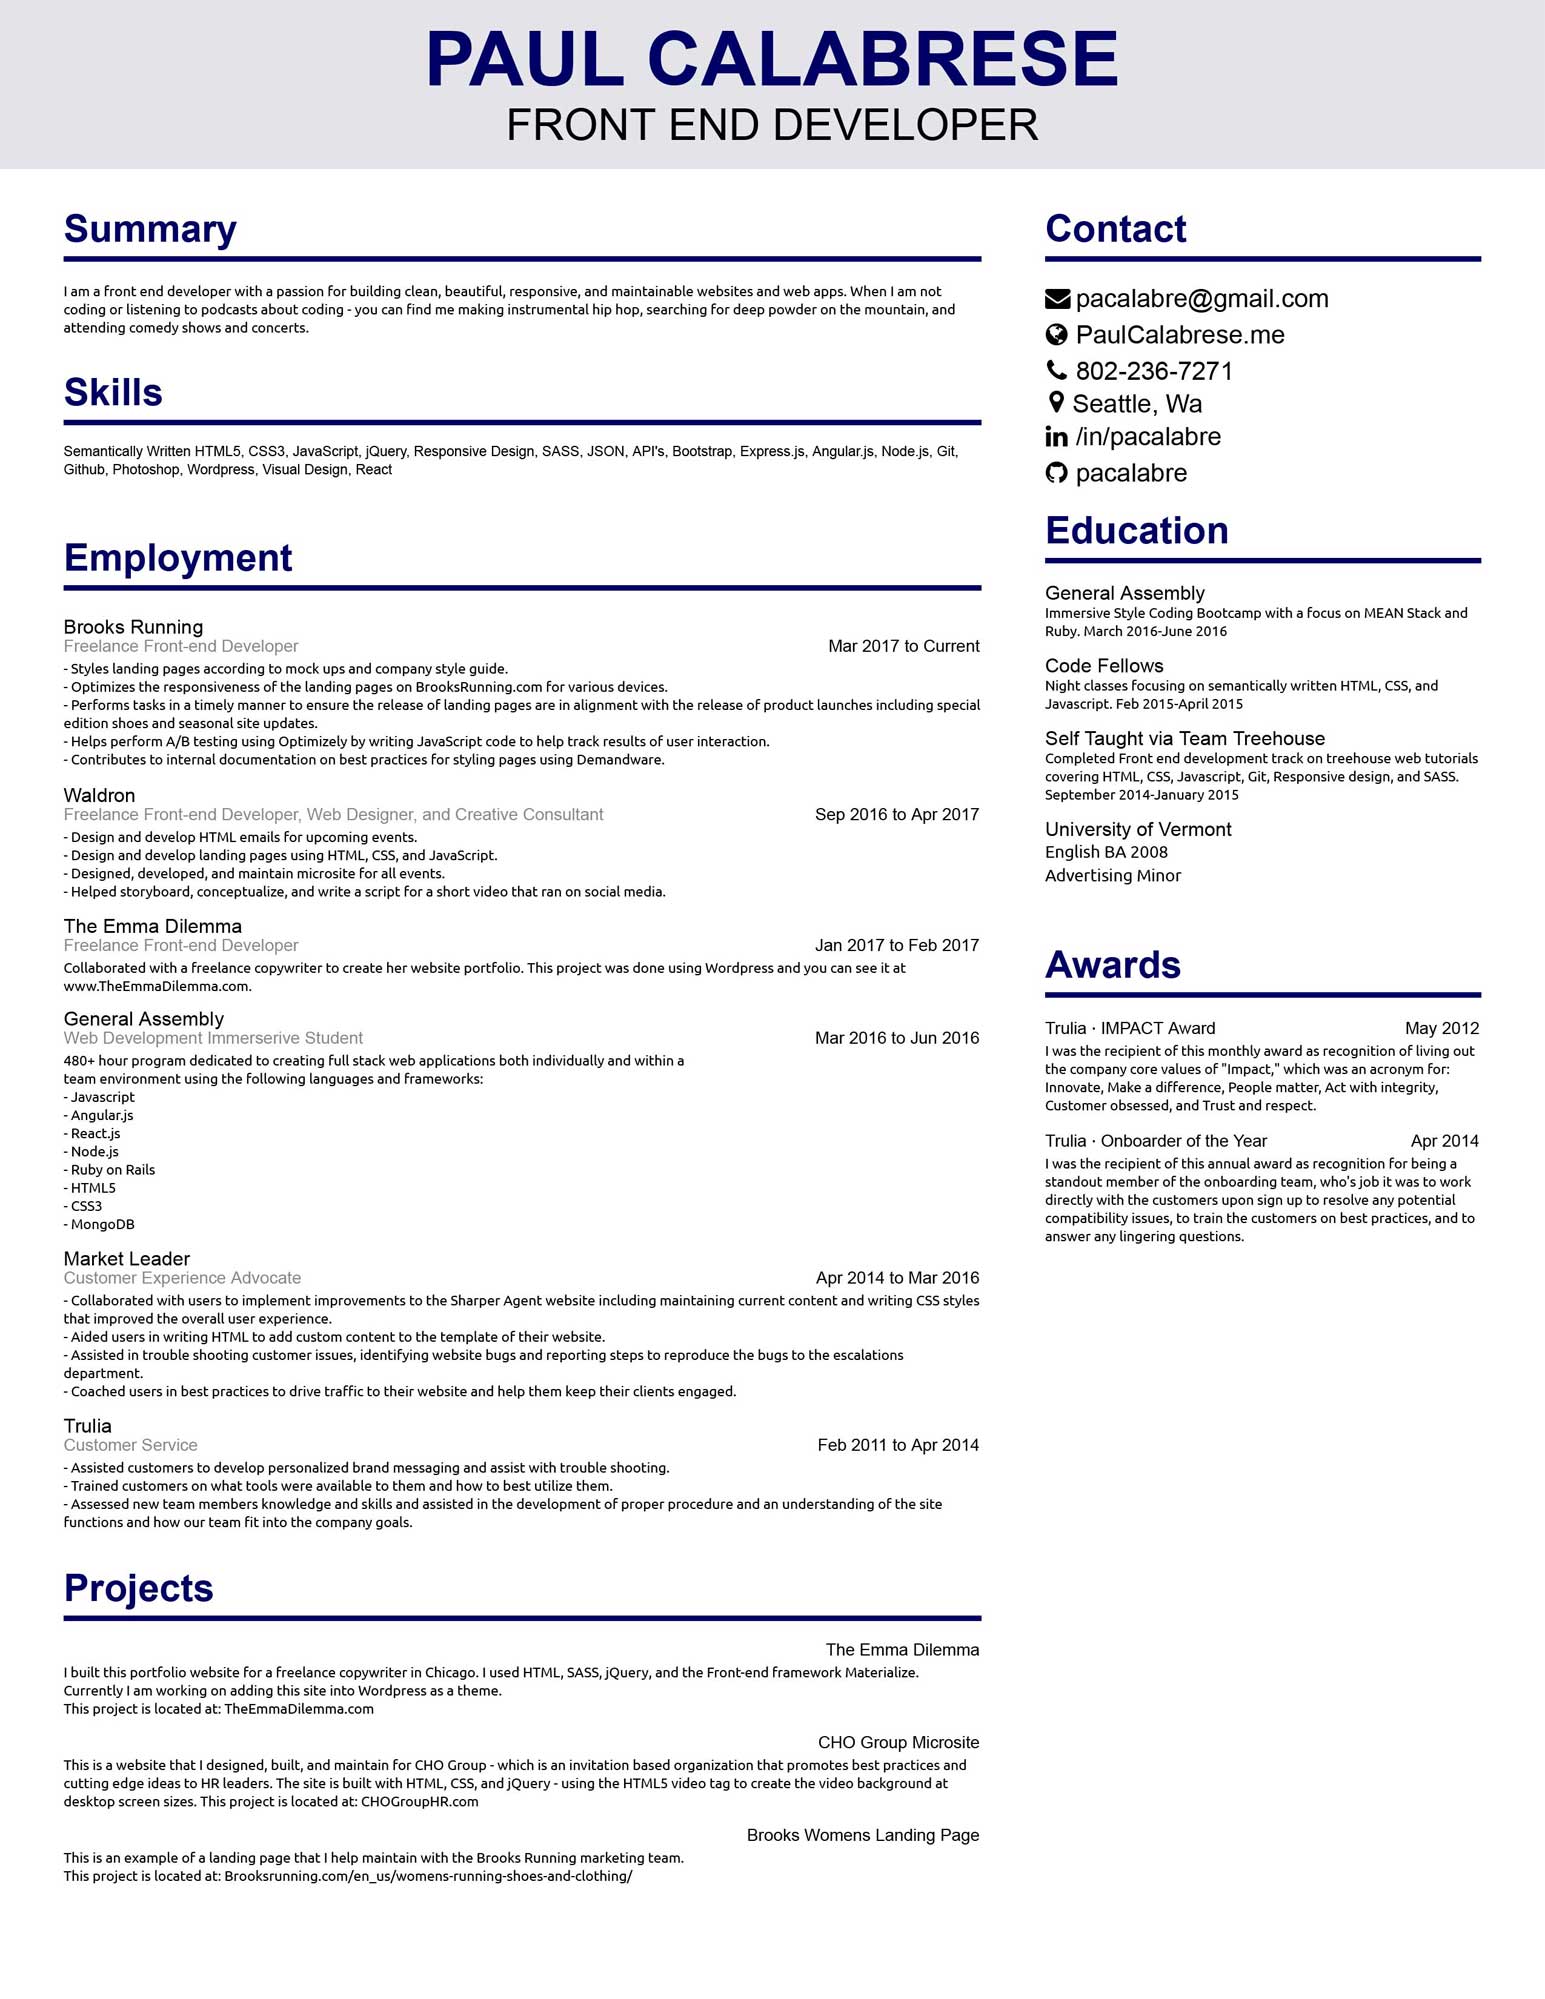 PAUL CALABRESE
FRONT END DEVELOPER
Summary
I am a front end developer with a passion for building clean, beautiful, responsive, and maintainable websites and web apps. When I am not
coding or listening to podcasts about coding - you can find me making instrumental hip hop, searching for deep powder on the mountain, and
attending comedy shows and concerts.
Skills
Semantically Written HTML5, CSS3, JavaScript, jQuery, Responsive Design, SASS, JSON, API's, Bootstrap, Express.js, Angular.js, Node.js, Git,
Github, Photoshop, Wordpress, Visual Design, React
Employment
Brooks Running
Freelance Front-end Developer Mar 2017 to Current
- Styles landing pages according to mock ups and company style guide.
- Optimizes the responsiveness of the landing pages on BrooksRunning.com for various devices.
- Performs tasks in a timely manner to ensure the release of landing pages are in alignment with the release of product launches including special
edition shoes and seasonal site updates.
- Helps perform A/B testing using Optimizely by writing JavaScript code to help track results of user interaction.
- Contributes to internal documentation on best practices for styling pages using Demandware.
Waldron
Freelance Front-end Developer, Web Designer, and Creative Consultant Sep 2016 to Apr 2017
- Design and develop HTML emails for upcoming events.
- Design and develop landing pages using HTML, CSS, and JavaScript.
- Designed, developed, and maintain microsite for all events.
- Helped storyboard, conceptualize, and write a script for a short video that ran on social media.
The Emma Dilemma
Freelance Front-end Developer Jan 2017 to Feb 2017
Collaborated with a freelance copywriter to create her website portfolio. This project was done using Wordpress and you can see it at
www.TheEmmaDilemma.com.
General Assembly
Web Development Immerserive Student Mar 2016 to Jun 2016
480+ hour program dedicated to creating full stack web applications both individually and within a
team environment using the following languages and frameworks:
- Javascript
- Angular.js
- React.js
- Node.js
- Ruby on Rails
- HTML5
- CSS3
- MongoDB
Market Leader
Customer Experience Advocate Apr 2014 to Mar 2016
- Collaborated with users to implement improvements to the Sharper Agent website including maintaining current content and writing CSS styles
that improved the overall user experience.
- Aided users in writing HTML to add custom content to the template of their website.
- Assisted in trouble shooting customer issues, identifying website bugs and reporting steps to reproduce the bugs to the escalations
department.
- Coached users in best practices to drive traffic to their website and help them keep their clients engaged.
Trulia
Customer Service Feb 2011 to Apr 2014
- Assisted customers to develop personalized brand messaging and assist with trouble shooting.
- Trained customers on what tools were available to them and how to best utilize them.
- Assessed new team members knowledge and skills and assisted in the development of proper procedure and an understanding of the site
functions and how our team fit into the company goals.
Projects
The Emma Dilemma
I built this portfolio website for a freelance copywriter in Chicago. I used HTML, SASS, jQuery, and the Front-end framework Materialize.
Currently I am working on adding this site into Wordpress as a theme.
This project is located at: TheEmmaDilemma.com
CHO Group Microsite
This is a website that I designed, built, and maintain for CHO Group - which is an invitation based organization that promotes best practices and
cutting edge ideas to HR leaders. The site is built with HTML, CSS, and jQuery - using the HTML5 video tag to create the video background at
desktop screen sizes. This project is located at: CHOGroupHR.com
Brooks Womens Landing Page
This is an example of a landing page that I help maintain with the Brooks Running marketing team.
This project is located at: Brooksrunning.com/en_us/womens-running-shoes-and-clothing/
Contact
pacalabre@gmail.com
PaulCalabrese.me
802-236-7271
Seattle, Wa
/in/pacalabre
pacalabre
Education
General Assembly
Immersive Style Coding Bootcamp with a focus on MEAN Stack and
Ruby. March 2016-June 2016
Code Fellows
Night classes focusing on semantically written HTML, CSS, and
Javascript. Feb 2015-April 2015
Self Taught via Team Treehouse
Completed Front end development track on treehouse web tutorials
covering HTML, CSS, Javascript, Git, Responsive design, and SASS.
September 2014-January 2015
University of Vermont
English BA 2008
Advertising Minor
Awards
Trulia · IMPACT Award May 2012
I was the recipient of this monthly award as recognition of living out
the company core values of "Impact," which was an acronym for:
Innovate, Make a difference, People matter, Act with integrity,
Customer obsessed, and Trust and respect.
Trulia · Onboarder of the Year Apr 2014
I was the recipient of this annual award as recognition for being a
standout member of the onboarding team, who's job it was to work
directly with the customers upon sign up to resolve any potential
compatibility issues, to train the customers on best practices, and to
answer any lingering questions.